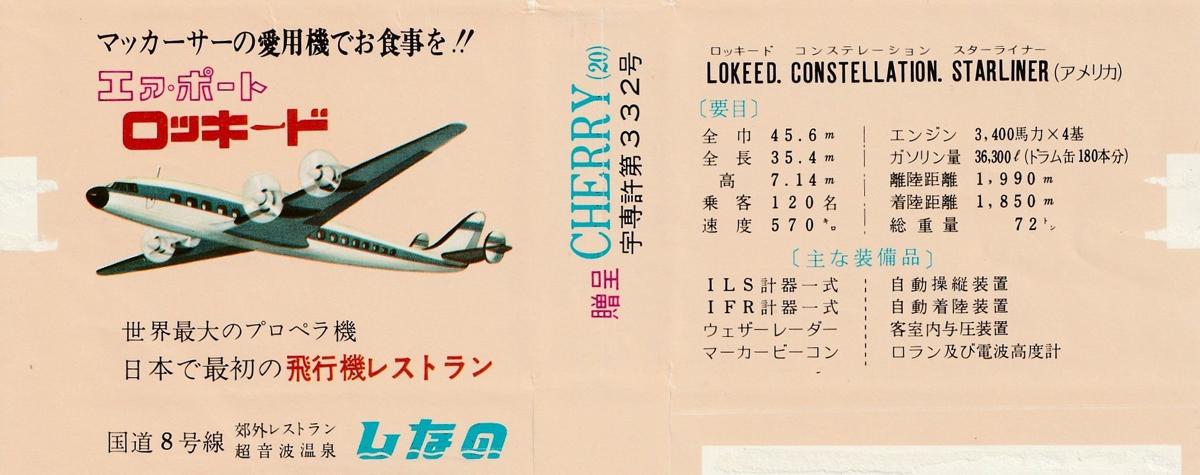 マッカーサーの愛用機でお食事を!!
エア・ポート
ロッキード
世界最大のプロペラ機
日本で最初の飛行機レストラン
国道8号線 郊外レストラン
超音波温泉
しなの
贈呈 CHERRY (20)
宇専許第332号
ロッキード コンステレーション スターライナー
LOKEED. CONSTELLATION. STARLINER (アメリカ)
〔要目〕
全巾 45.6m エンジン 3,400馬力×4基
全長 35.4m ガソリン量 36,300ℓ(ドラム缶180本分)
高 7.14m 離陸距離 1,990m
乗客 120名 着陸距離 1,850m
速度 570㌔ 総重量 72㌧
〔主な装備品〕
ILS計器一式 自動操縦装置
IFR計器一式 自動着陸装置
ウェザーレーダー 客室内与圧装置
マーカービーコン ロラン及び電波高度計